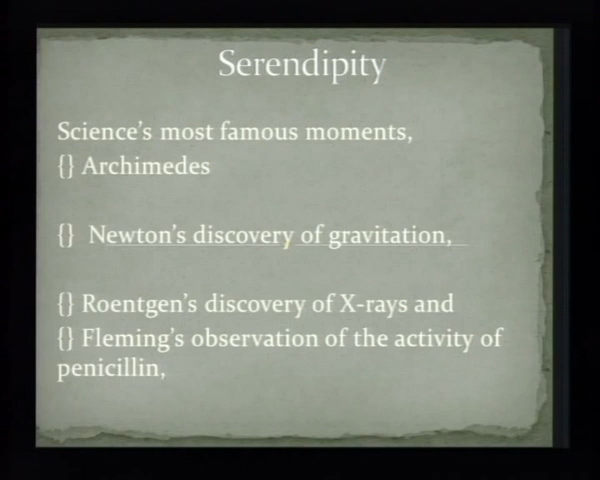 Serendipity
Science's most famous moments,
{} Archimedes
{} Newton's discovery of gravitation,
{} Roentgen's discovery of X-rays and
{} Fleming's observation of the activity of
penicillin,